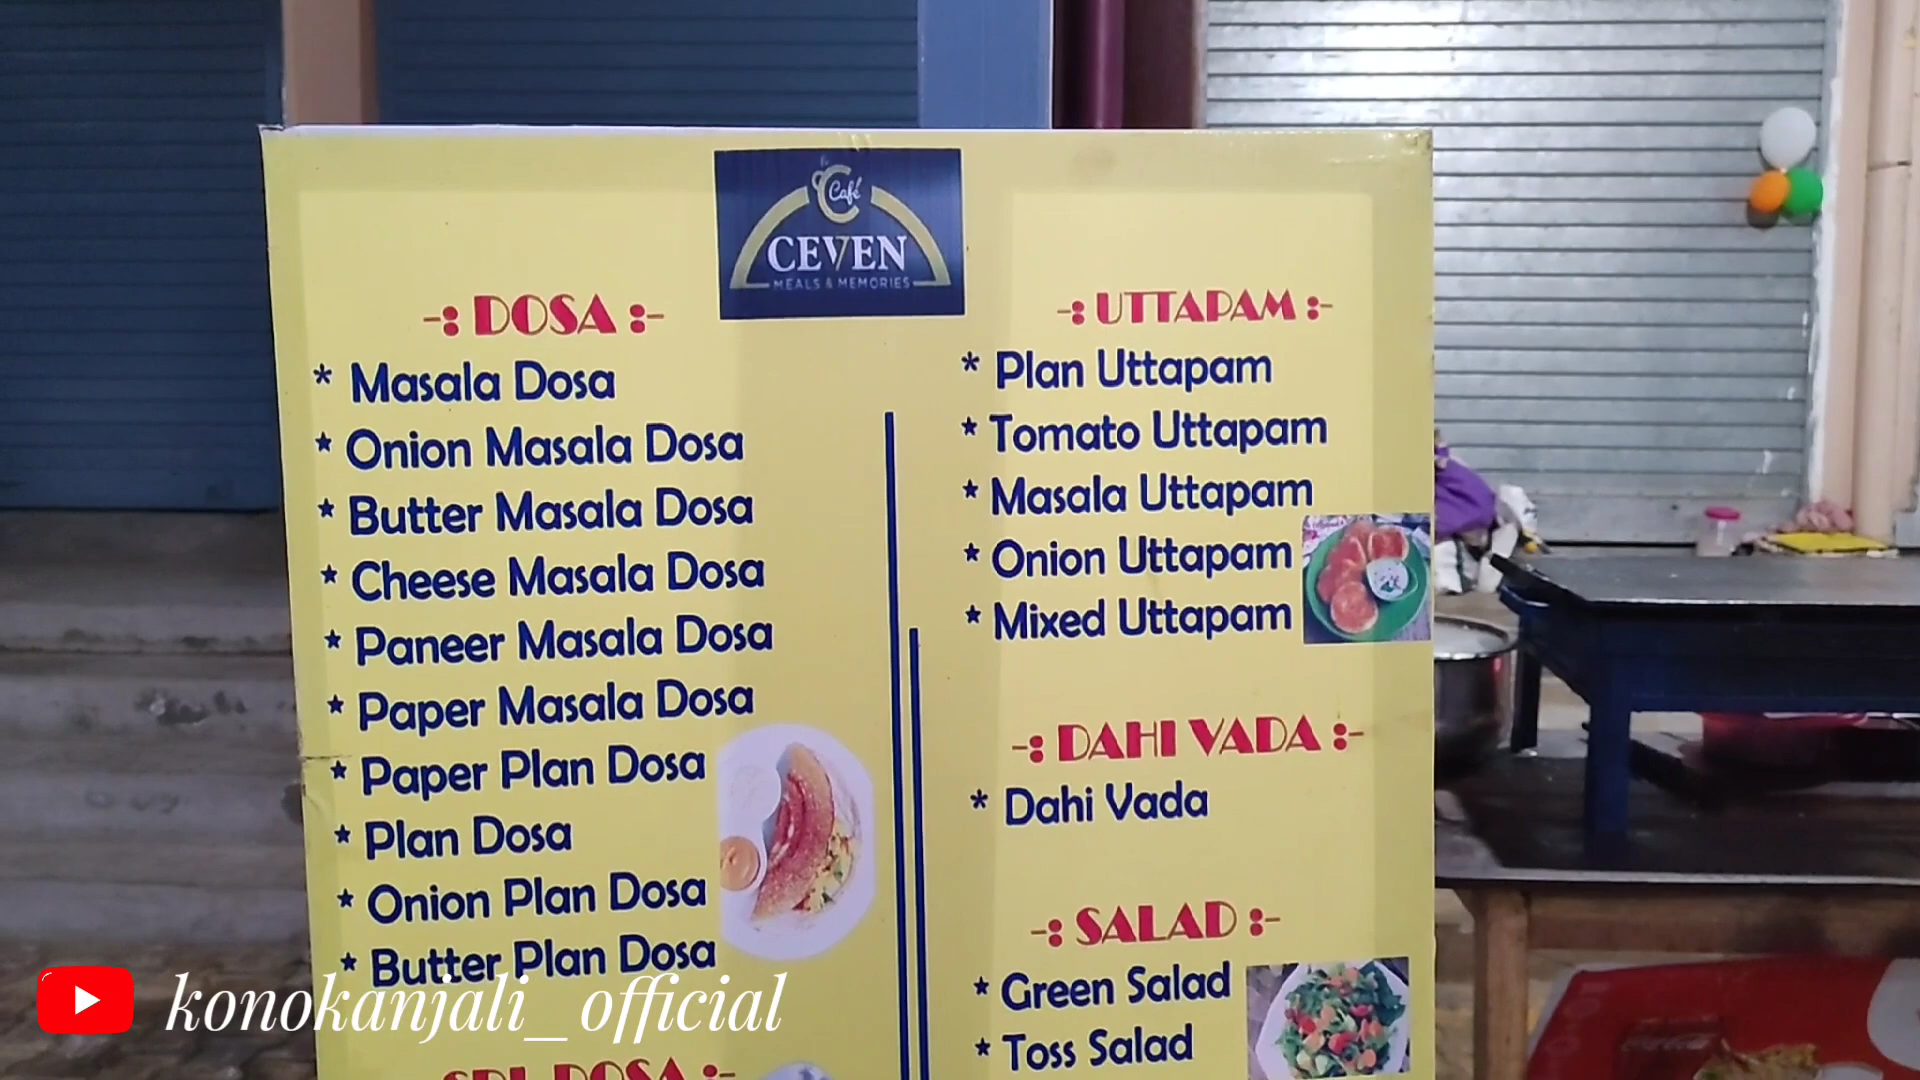 Café
CEVEN
MEALS & MEMORIES
-: DOSA :-
* Masala Dosa
* Onion Masala Dosa
* Butter Masala Dosa
* Cheese Masala Dosa
* Paneer Masala Dosa
* Paper Masala Dosa
* Paper Plan Dosa
* Plan Dosa
* Onion Plan Dosa
* Butter Plan Dosa
SPL DOSA :-
-: UTTAPAM :-
* Plan Uttapam
* Tomato Uttapam
* Masala Uttapam
* Onion Uttapam
* Mixed Uttapam
-: DAHI VADA :-
* Dahi Vada
-: SALAD :-
* Green Salad
* Toss Salad
konokanjali_official